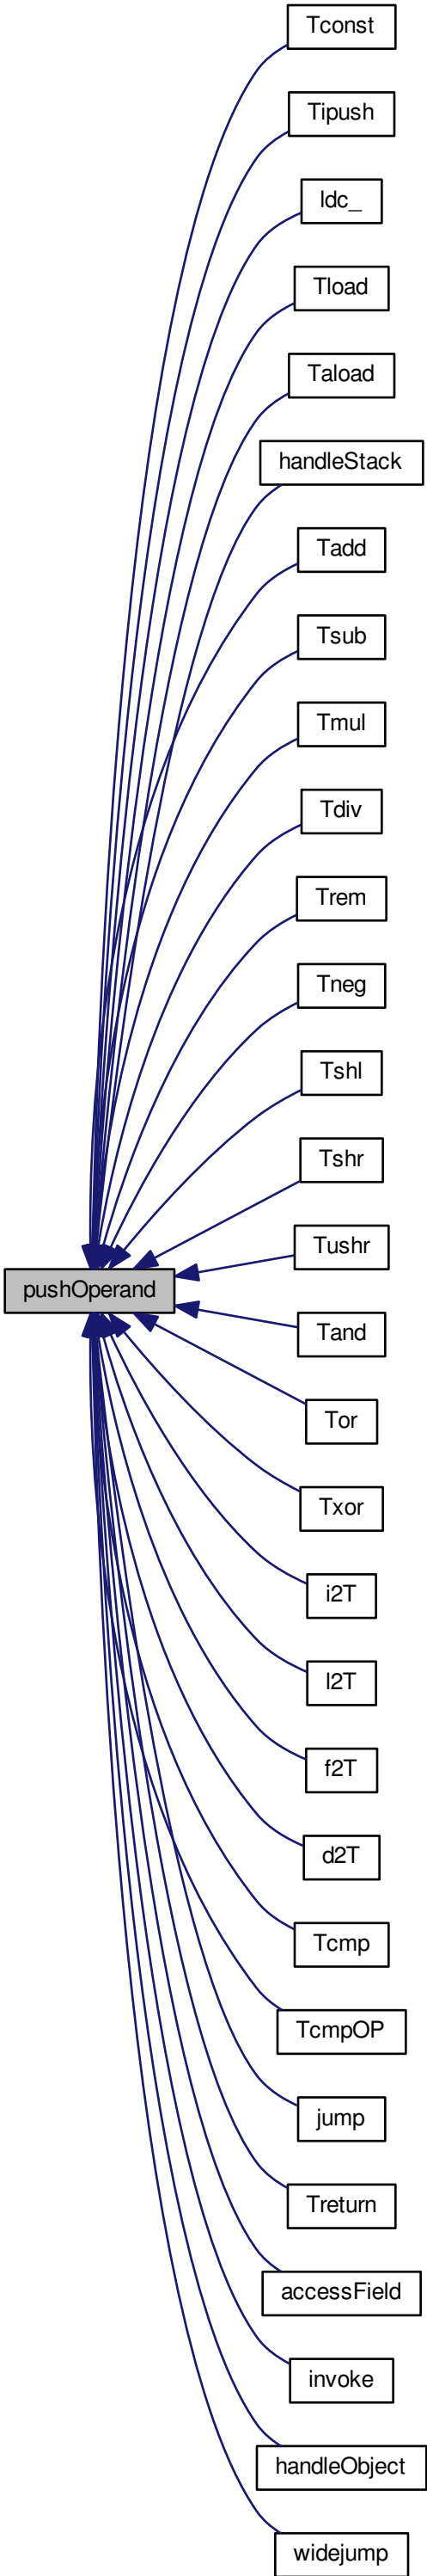 Tconst
Tipush
ldc_
Tload
Taload
handleStack
Tadd
Tsub
Tmul
Tdiv
Trem
Tneg
Tshl
Tshr
Tushr
pushOperand
Tand
Tor
Txor
i2T
l2T
f2T
d2T
Tcmp
TcmpOP
jump
Treturn
accessField
invoke
handleObject
widejump